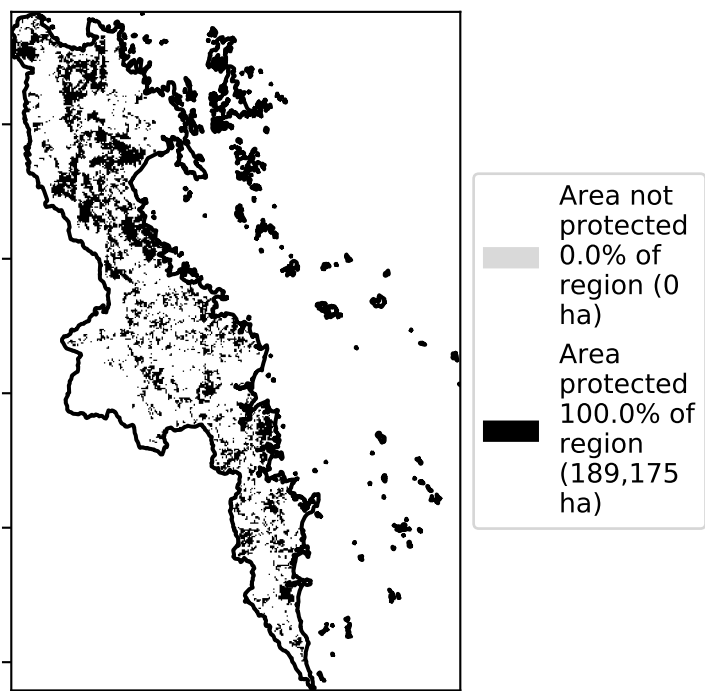 Area not
protected
0.0% of
region (0
ha)
Area
protected
100.0% of
region
(189,175
ha)